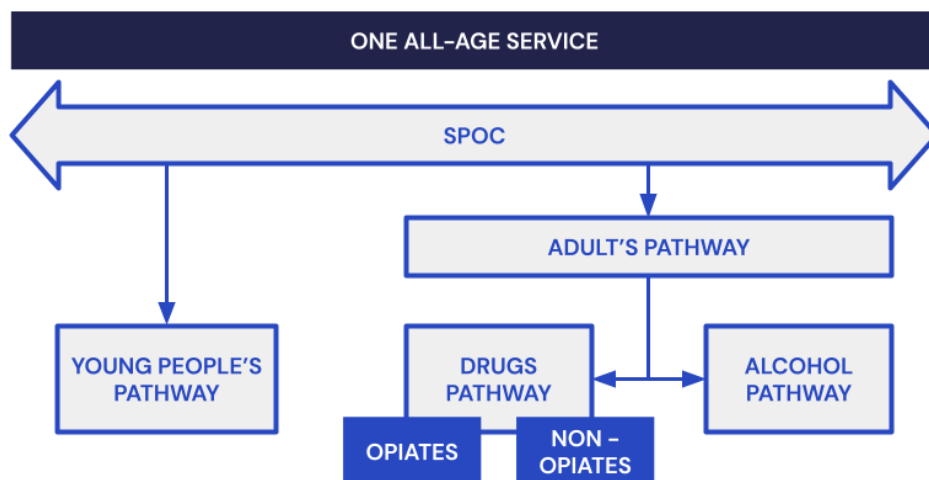 ONE ALL-AGE SERVICE
SPOC
ADULT'S PATHWAY
YOUNG PEOPLE'S
PATHWAY
DRUGS
PATHWAY
ALCOHOL
PATHWAY
OPIATES
NON -
OPIATES